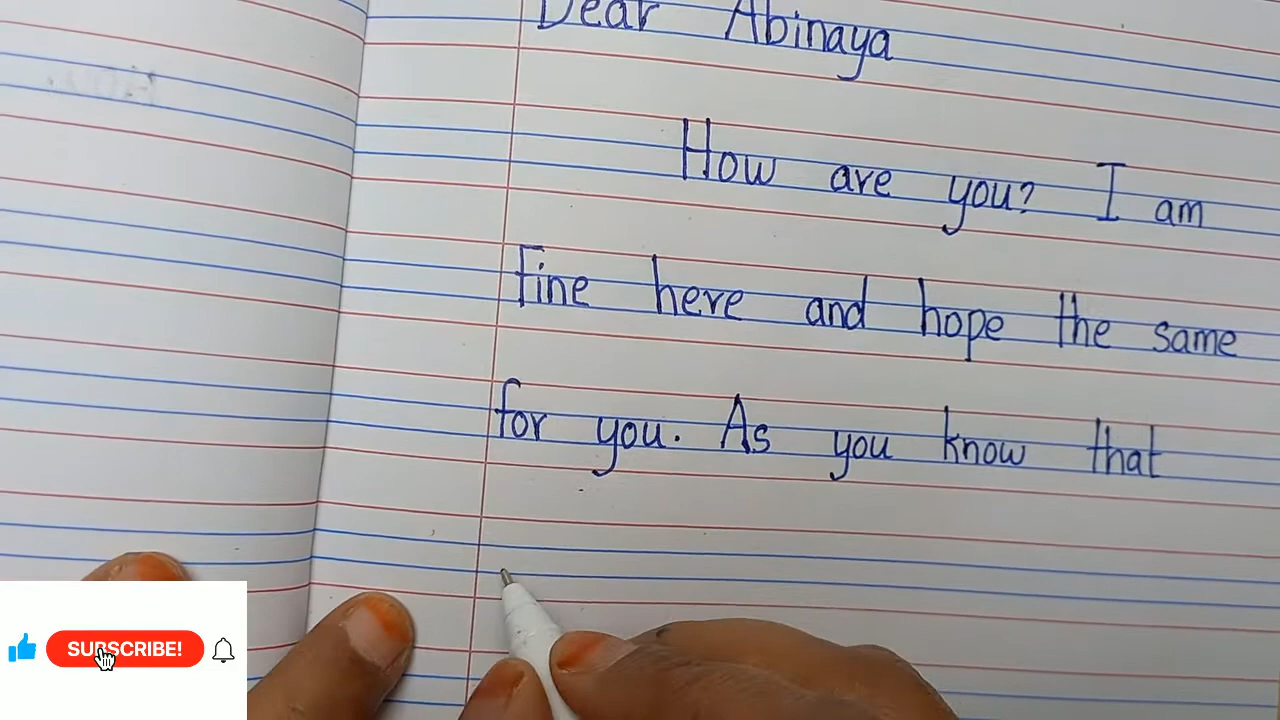 Dear Abinaya
How are you? I am
Fine here and hope the same
for you. As you know that
SUBSCRIBE!